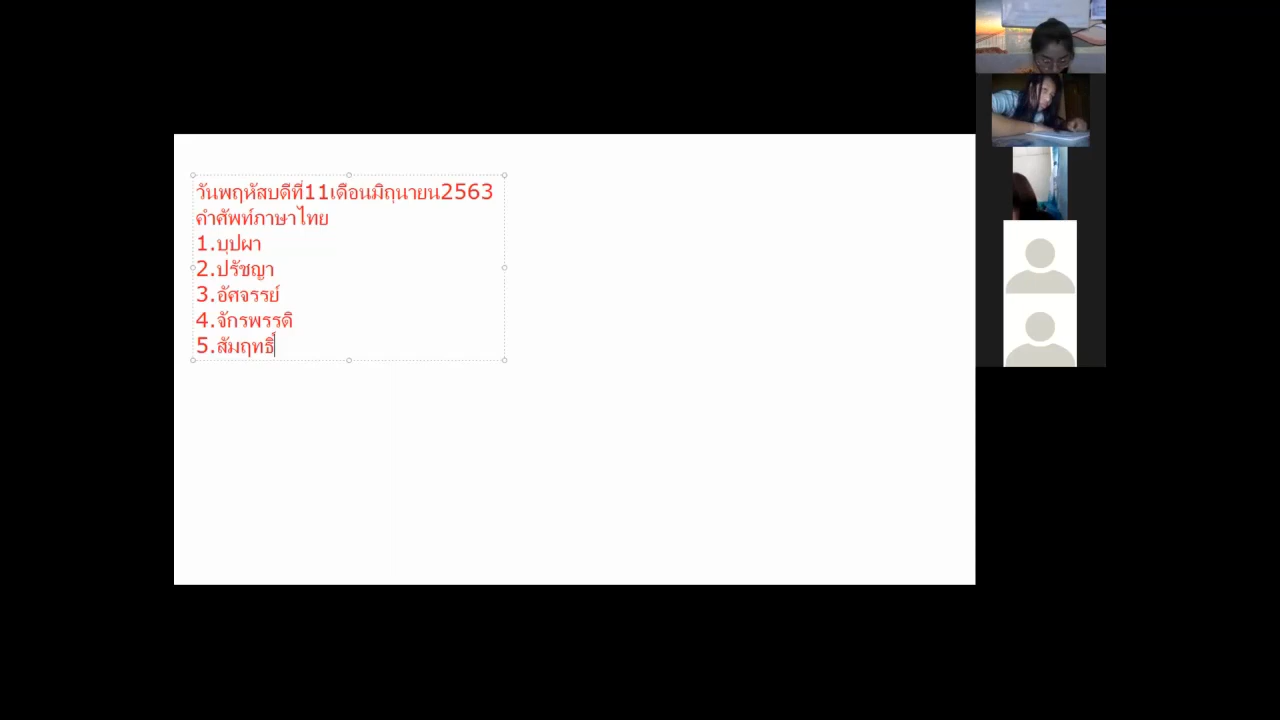 วันพฤหัสบดีที่11เดือนมิถุนายน2563
คำศัพท์ภาษาไทย
1.บุปผา
2.ปรัชญา
3.อัศจรรย์
4.จักรพรรดิ
5.สัมฤทธิ์